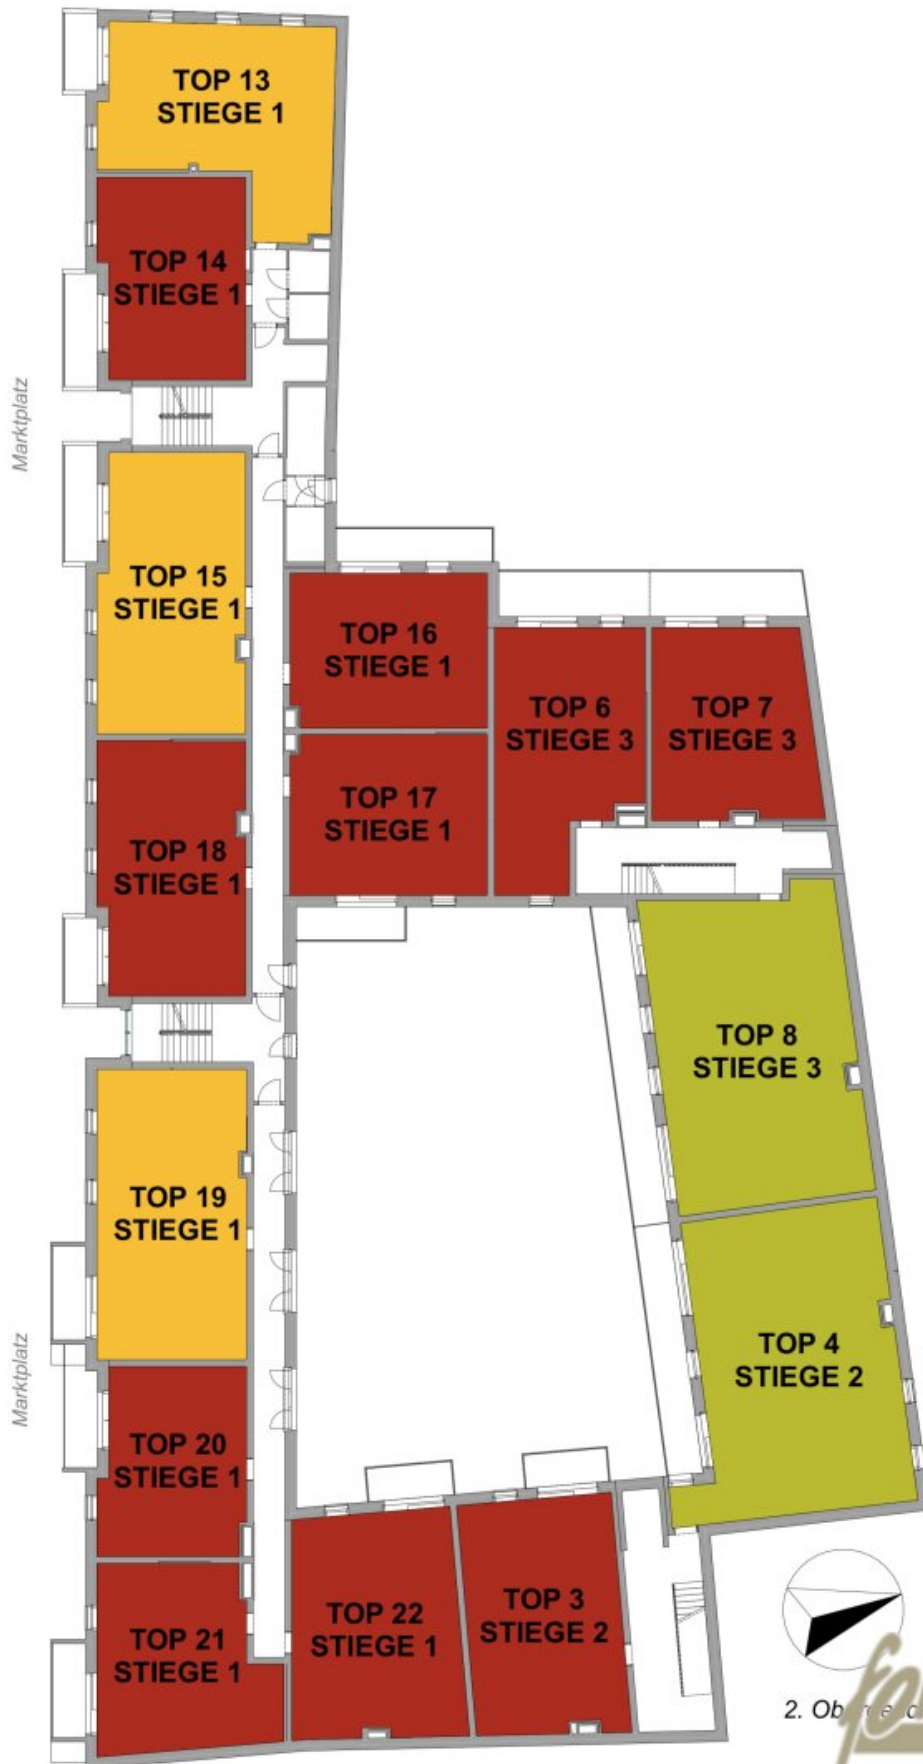 TOP 13
STIEGE 1
TOP 14
STIEGE 1
Marktplatz
TOP 15
STIEGE 1
TOP 16
STIEGE 1
TOP 6
STIEGE 3
TOP 7
STIEGE 3
TOP 17
STIEGE 1
TOP 18
STIEGE 1
TOP 8
STIEGE 3
TOP 19
STIEGE 1
TOP 4
STIEGE 2
Marktplatz
TOP 20
STIEGE 1
TOP 22
STIEGE 1
TOP 3
STIEGE 2
TOP 21
STIEGE 1
2.